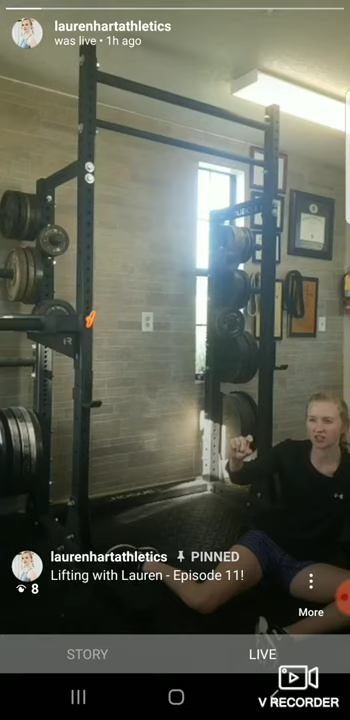 laurenhartathletics
was live • 1h ago
R
laurenhartathletics PINNED
Lifting with Lauren - Episode 11!
8
More
STORY
LIVE
V RECORDER